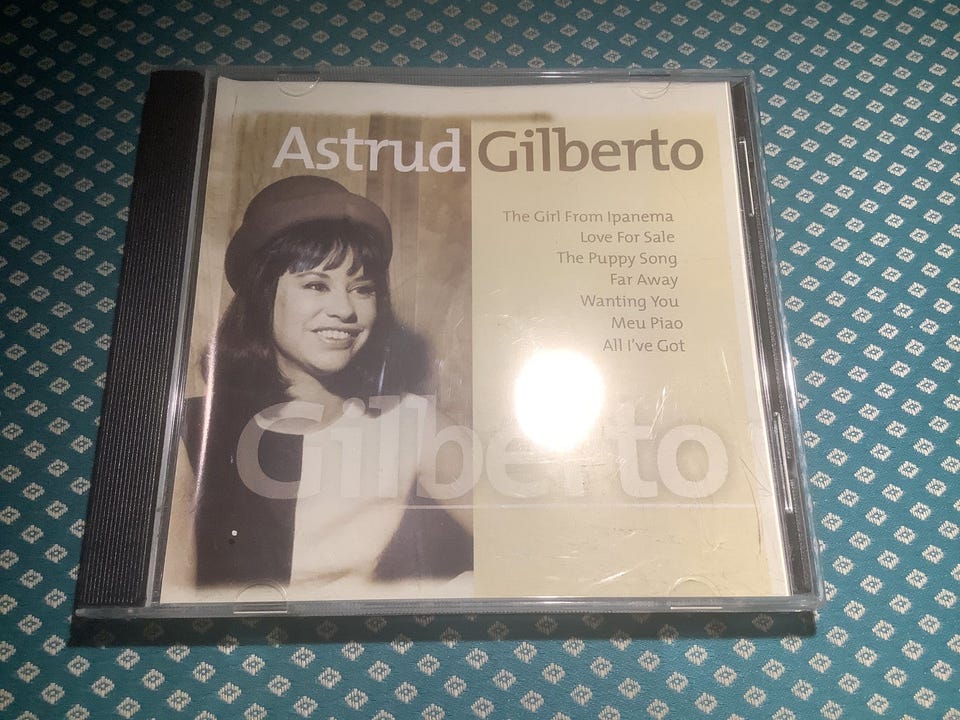 Astrud Gilberto
The Girl From Ipanema
Love For Sale
The Puppy Song
Far Away
Wanting You
Meu Piao
All I've Got
Gilberto